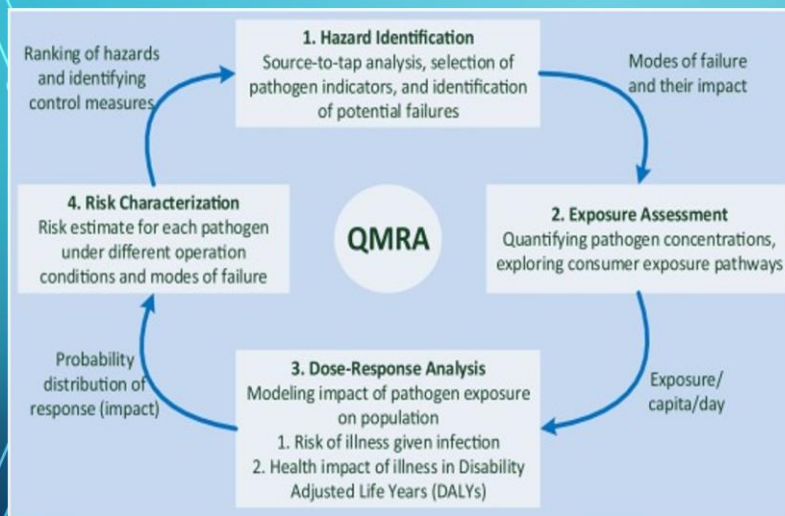 1. Hazard Identification
Source-to-tap analysis, selection of
pathogen indicators, and identification
of potential failures
Modes of failure
and their impact
2. Exposure Assessment
Quantifying pathogen concentrations,
exploring consumer exposure pathways
Exposure/
capita/day
3. Dose-Response Analysis
Modeling impact of pathogen exposure
on population
1. Risk of illness given infection
2. Health impact of illness in Disability
Adjusted Life Years (DALYs)
Probability
distribution of
response (impact)
4. Risk Characterization
Risk estimate for each pathogen
under different operation
conditions and modes of failure
Ranking of hazards
and identifying
control measures
QMRA